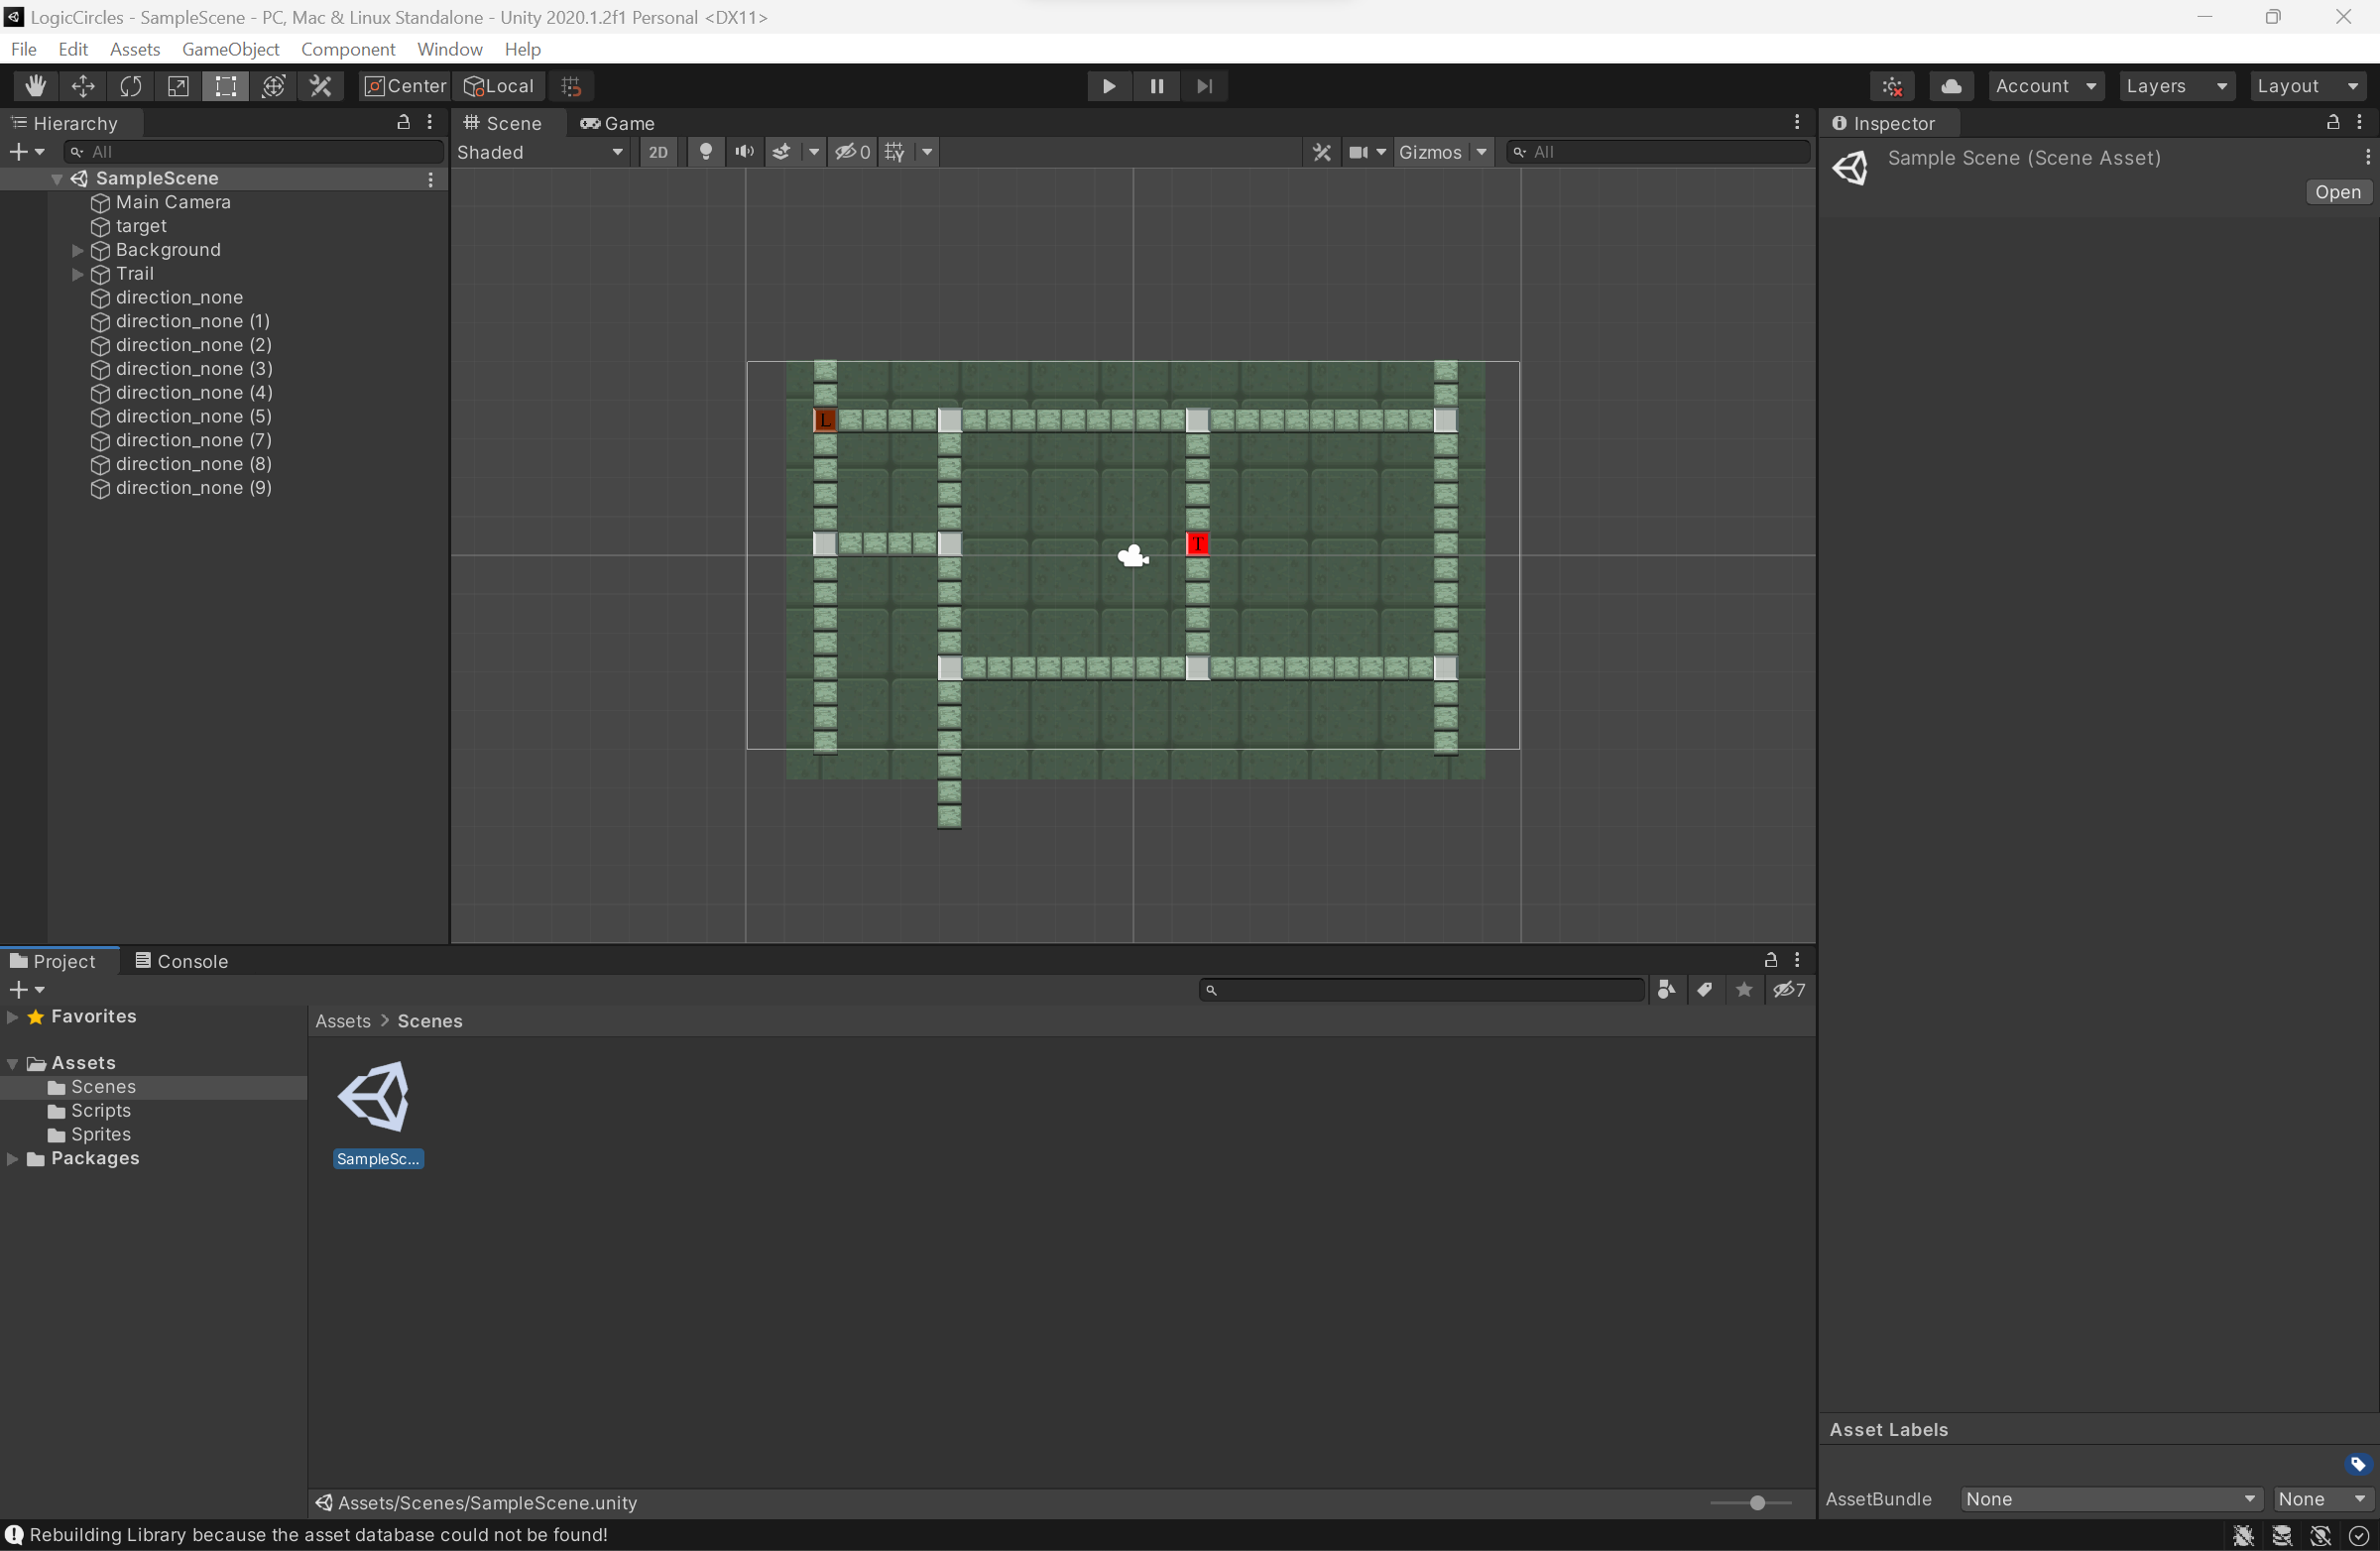 LogicCircles - SampleScene - PC, Mac & Linux Standalone - Unity 2020.1.2f1 Personal <DX11>
File Edit Assets GameObject Component Window Help
Center Local Account Layers Layout
Hierarchy
All
SampleScene
Main Camera
target
Background
Trail
direction_none
direction_none (1)
direction_none (2)
direction_none (3)
direction_none (4)
direction_none (5)
direction_none (7)
direction_none (8)
direction_none (9)
Scene Game
Shaded 2D 0 Gizmos All
L
T
Inspector
Sample Scene (Scene Asset)
Open
Project Console
7
Favorites
Assets
Scenes
Scripts
Sprites
Packages
Assets > Scenes
SampleSc...
Assets/Scenes/SampleScene.unity
Asset Labels
AssetBundle None None
Rebuilding Library because the asset database could not be found!